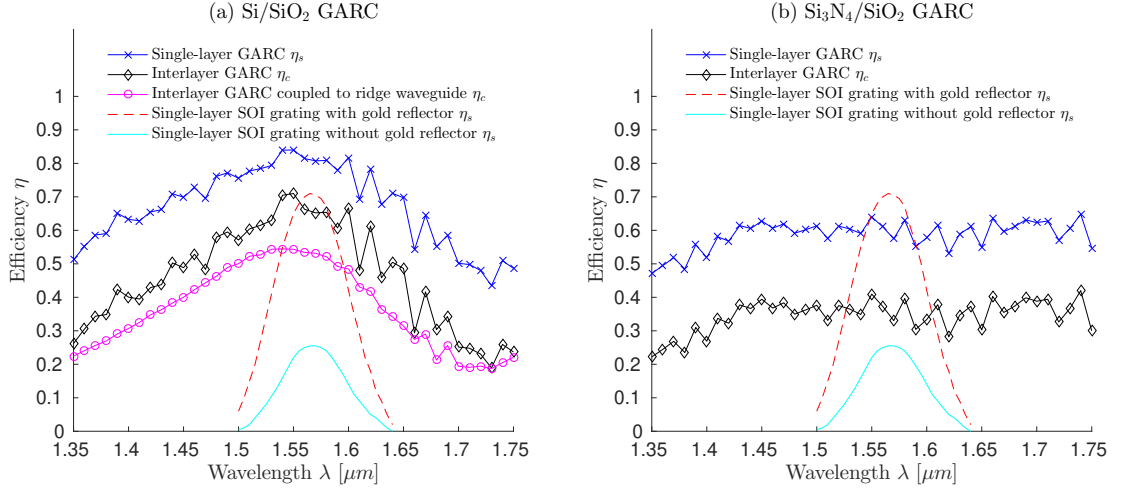 (a) Si/SiO₂ GARC
Single-layer GARC ηₛ
Interlayer GARC η_c
Interlayer GARC coupled to ridge waveguide η_c
Single-layer SOI grating with gold reflector ηₛ
Single-layer SOI grating without gold reflector ηₛ
1
0.9
0.8
0.7
0.6
0.5
0.4
0.3
0.2
0.1
0
Efficiency η
1.35 1.4 1.45 1.5 1.55 1.6 1.65 1.7 1.75
Wavelength λ [μm]
(b) Si₃N₄/SiO₂ GARC
Single-layer GARC ηₛ
Interlayer GARC η_c
Single-layer SOI grating with gold reflector ηₛ
Single-layer SOI grating without gold reflector ηₛ
1
0.9
0.8
0.7
0.6
0.5
0.4
0.3
0.2
0.1
0
Efficiency η
1.35 1.4 1.45 1.5 1.55 1.6 1.65 1.7 1.75
Wavelength λ [μm]